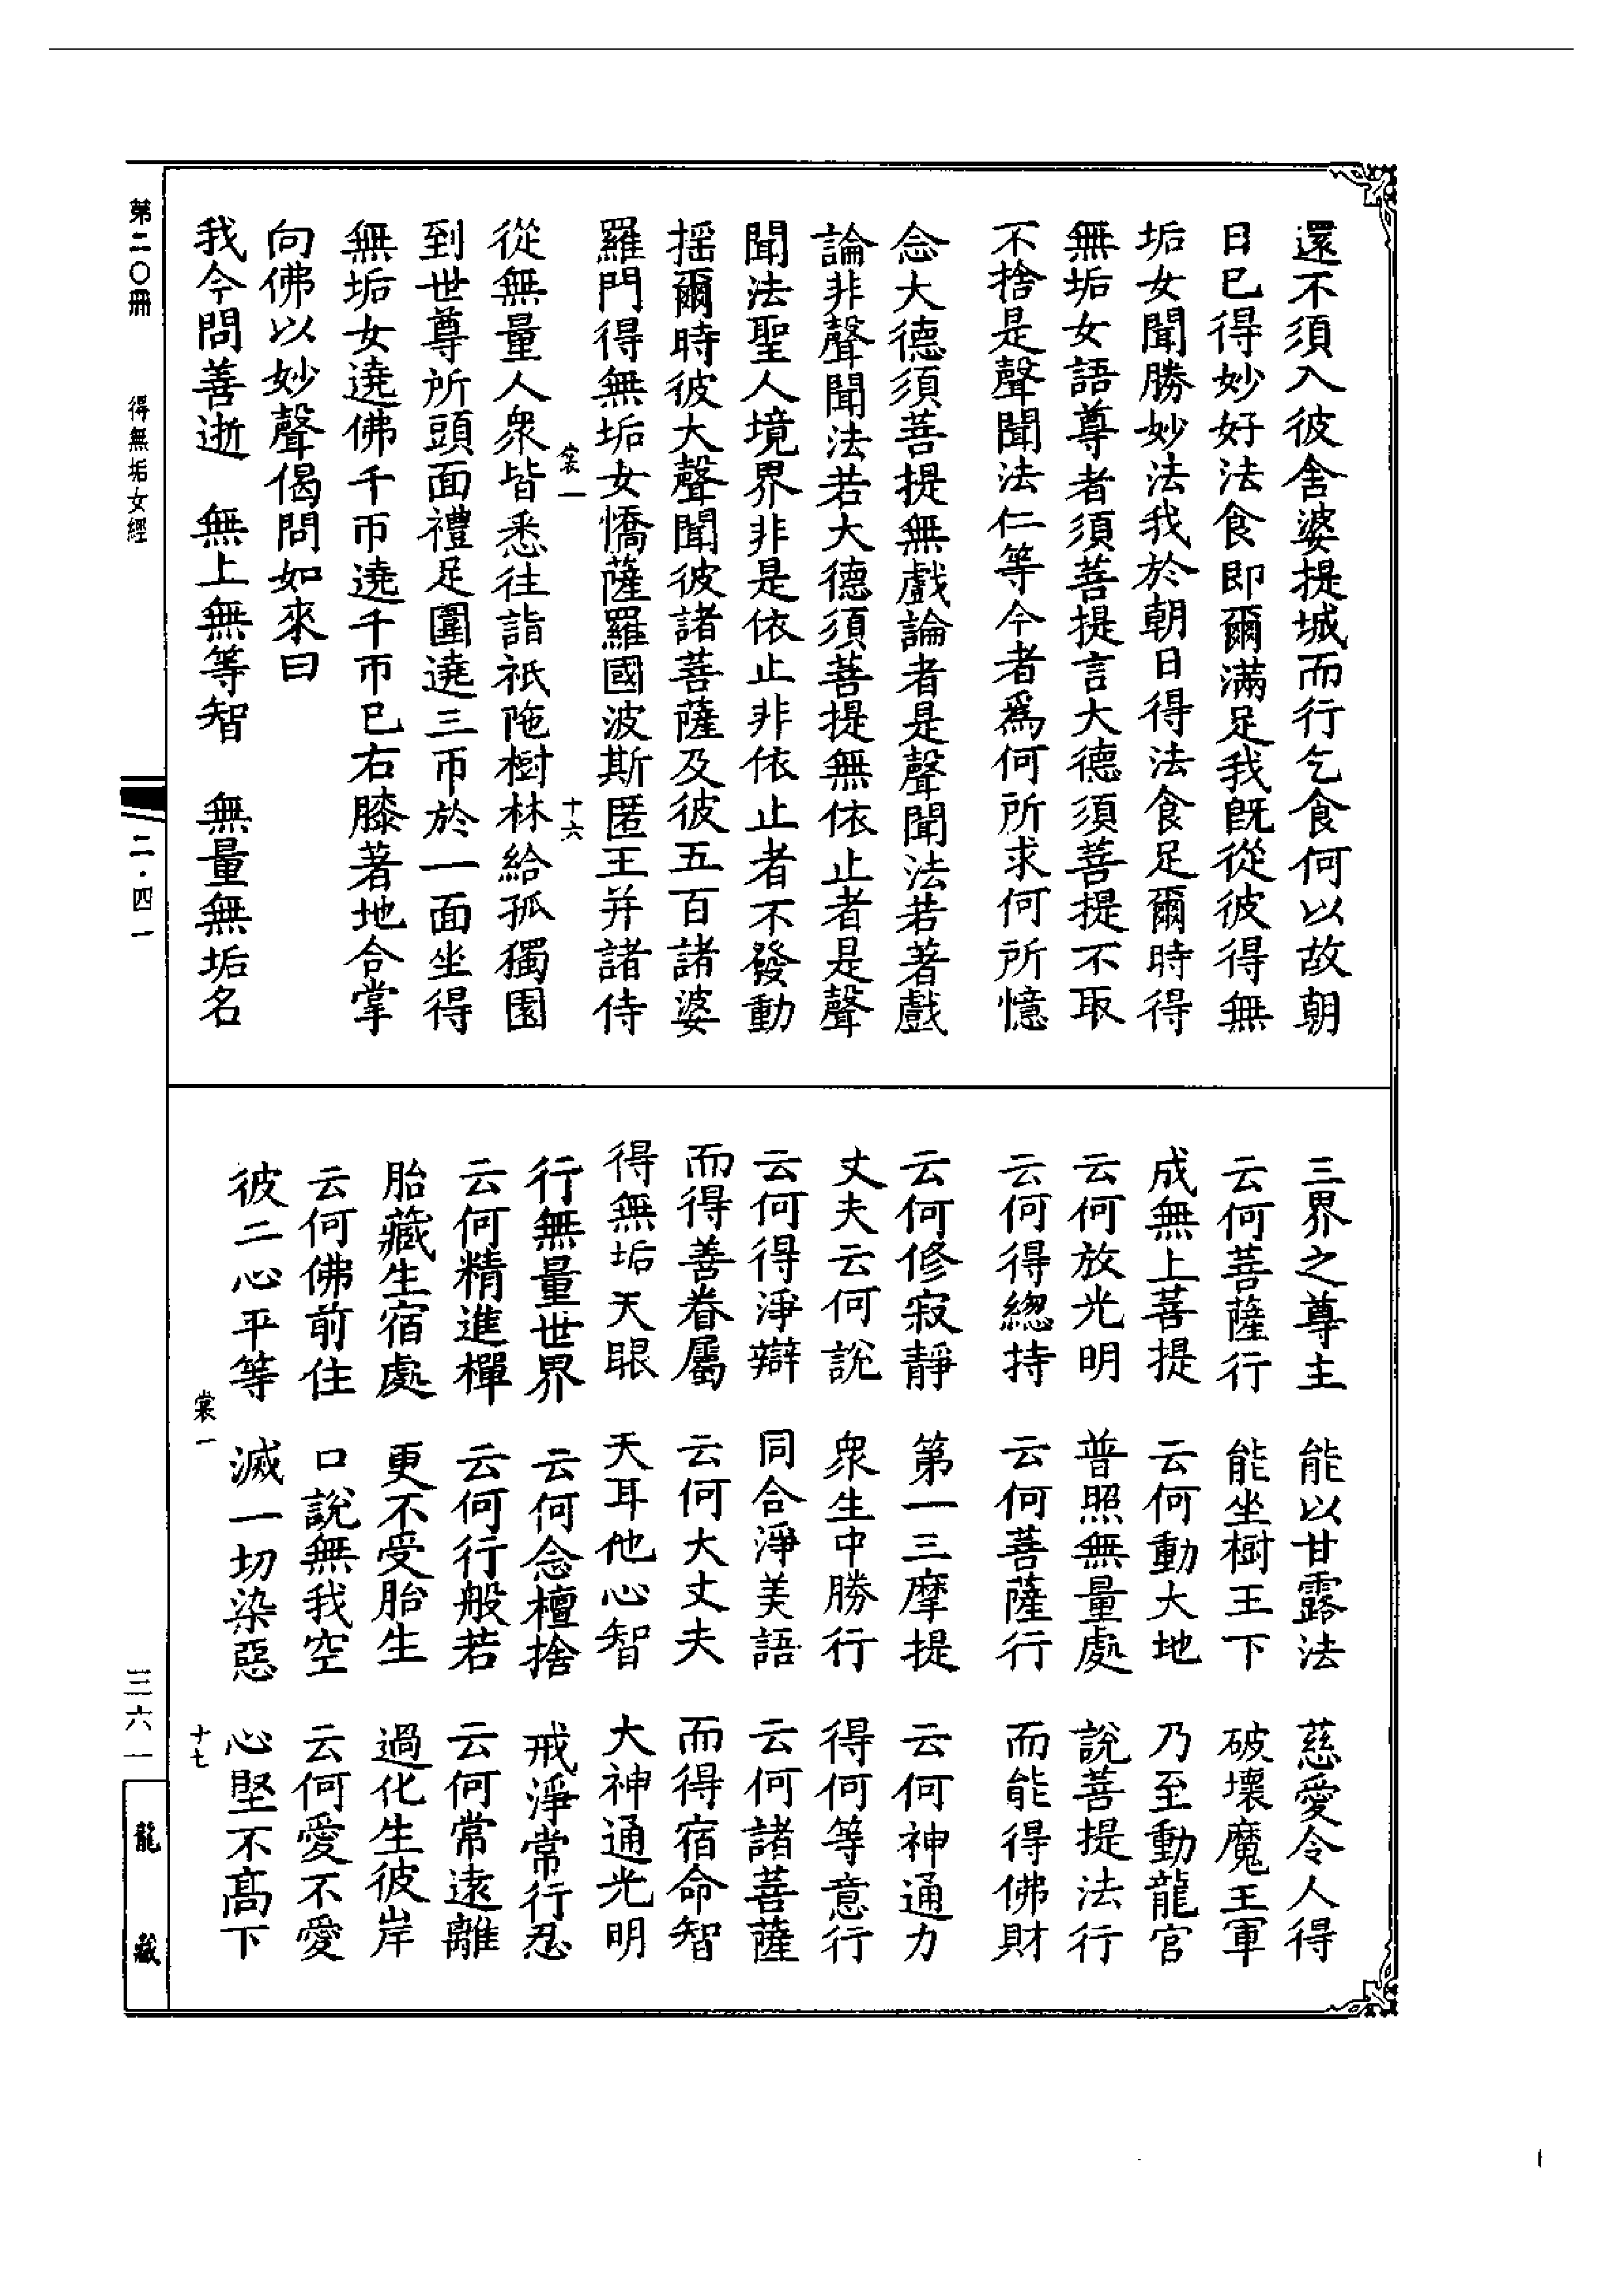 還不須入彼舍婆提城而行乞食何以故朝
日已得妙好法食即爾滿足我既從彼得無
垢女聞勝妙法我於朝日得法食足爾時得
無垢女語尊者須菩提言大德須菩提不取
不捨是聲聞法仁等今者為何所求何所憶
念大德須菩提無戲論者是聲聞法若著戲
論非聲聞法若大德須菩提無依止者是聲
聞法聖人境界非是依止非依止者不發動
搖爾時彼大聲聞彼諸菩薩及彼五百諸婆
羅門得無垢女憍薩羅國波斯匿王并諸侍
裳一 十六
從無量人衆皆悉往詣祇陁樹林給孤獨園
到世尊所頭面禮足圍遶三帀於一面坐得
無垢女遶佛千帀遶千帀已右膝著地合掌
向佛以妙聲偈問如來曰
我今問善逝 無上無等智 無量無垢名
三界之尊主 能以甘露法 慈愛令人得
云何菩薩行 能坐樹王下 破壞魔王軍
成無上菩提 云何動大地 乃至動龍宫
云何放光明 普照無量處 說菩提法行
云何得緫持 云何菩薩行 而能得佛財
云何修寂靜 第一三摩提 云何神通力
丈夫云何說 衆生中勝行 得何等意行
云何得淨辯 同合淨美語 云何諸菩薩
而得善眷屬 云何大丈夫 而得宿命智
得無垢天眼 天耳他心智 大神通光明
行無量世界 云何念檀捨 戒淨常行忍
云何精進禪 云何行般若 云何常遠離
胎藏生宿處 更不受胎生 過化生彼岸
云何佛前住 口說無我空 云何愛不愛
彼二心平等 滅一切染惡 心堅不高下
裳一 十七
第二〇冊 得無垢女經 二·四一 三六一 龍藏